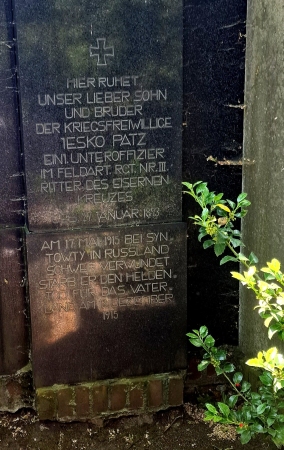 HIER RUHET
UNSER LIEBER SOHN
UND BRUDER
DER KRIEGSFREIWILLIGE
JESKO PATZ
EINJ. UNTEROFFIZIER
IM FELDART. RGT. NR. III
RITTER DES EISERNEN
KREUZES
JANUAR 1893
AM 17. MAI 1915 BEI SYN
TOWTY IN RUSSLAND
SCHWER VERWUNDET
STARB ER DEN HELDEN
TOD FÜR DAS VATER
LAND AM
1915